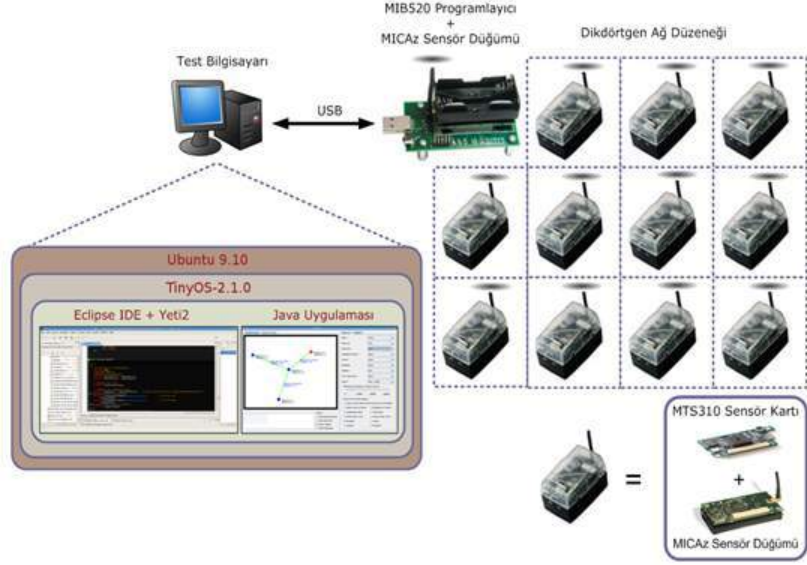 MIB520 Programlayıcı
+
MICAz Sensör Düğümü
Dikdörtgen Ağ Düzeneği
Test Bilgisayarı
USB
Ubuntu 9.10
TinyOS-2.1.0
Eclipse IDE + Yeti2
Java Uygulaması
MTS310 Sensör Kartı
=
+
MICAz Sensör Düğümü